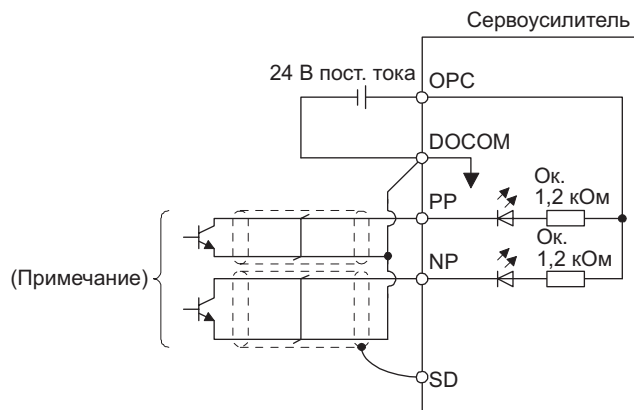 Сервоусилитель
24 В пост. тока
OPC
DOCOM
Ок.
1,2 кОм
PP
Ок.
1,2 кОм
NP
(Примечание)
SD